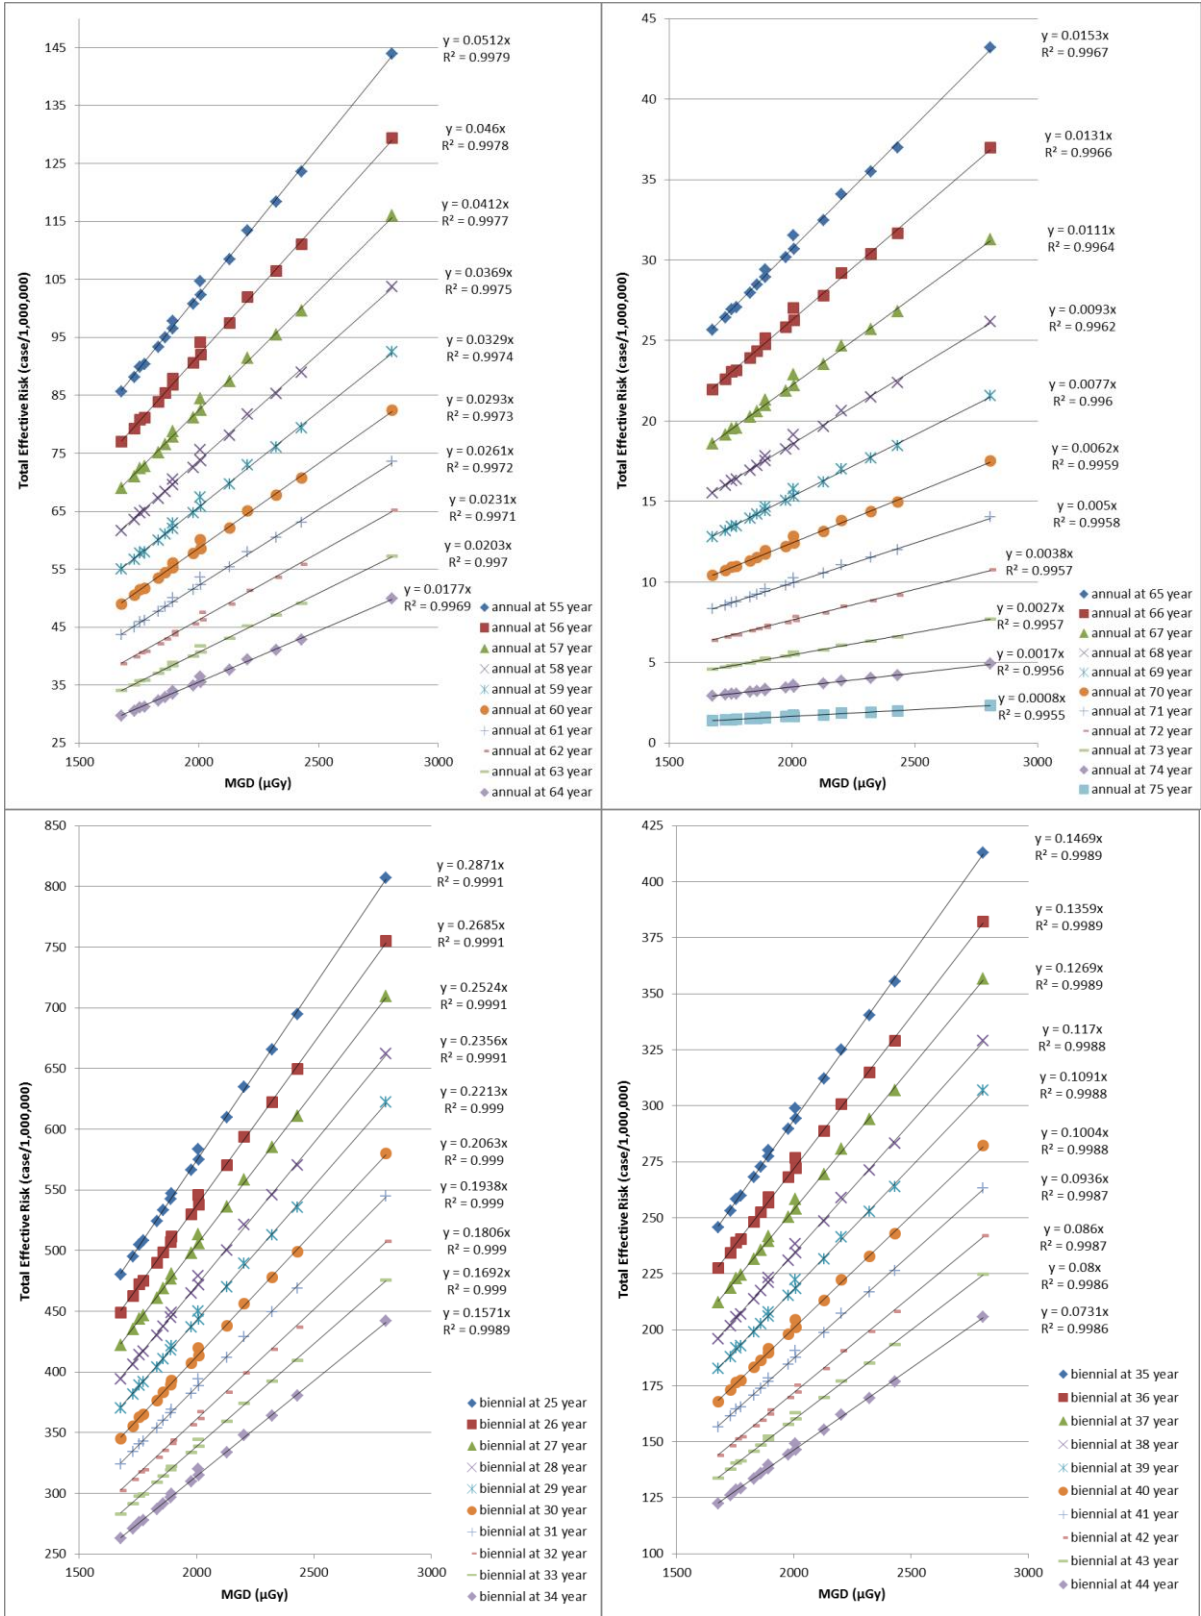 145
135
125
115
105
95
85
75
65
55
45
35
25
Total Effective Risk (case/1,000,000)
1500
2000
2500
3000
MGD (µGy)
y = 0.0512x
R² = 0.9979
y = 0.046x
R² = 0.9978
y = 0.0412x
R² = 0.9977
y = 0.0369x
R² = 0.9975
y = 0.0329x
R² = 0.9974
y = 0.0293x
R² = 0.9973
y = 0.0261x
R² = 0.9972
y = 0.0231x
R² = 0.9971
y = 0.0203x
R² = 0.997
y = 0.0177x
R² = 0.9969
annual at 55 year
annual at 56 year
annual at 57 year
annual at 58 year
annual at 59 year
annual at 60 year
annual at 61 year
annual at 62 year
annual at 63 year
annual at 64 year
45
40
35
30
25
20
15
10
5
0
Total Effective Risk (case/1,000,000)
1500
2000
2500
3000
MGD (µGy)
y = 0.0153x
R² = 0.9967
y = 0.0131x
R² = 0.9966
y = 0.0111x
R² = 0.9964
y = 0.0093x
R² = 0.9962
y = 0.0077x
R² = 0.996
y = 0.0062x
R² = 0.9959
y = 0.005x
R² = 0.9958
y = 0.0038x
R² = 0.9957
y = 0.0027x
R² = 0.9957
y = 0.0017x
R² = 0.9956
y = 0.0008x
R² = 0.9955
annual at 65 year
annual at 66 year
annual at 67 year
annual at 68 year
annual at 69 year
annual at 70 year
annual at 71 year
annual at 72 year
annual at 73 year
annual at 74 year
annual at 75 year
850
800
750
700
650
600
550
500
450
400
350
300
250
Total Effective Risk (case/1,000,000)
1500
2000
2500
3000
MGD (µGy)
y = 0.2871x
R² = 0.9991
y = 0.2685x
R² = 0.9991
y = 0.2524x
R² = 0.9991
y = 0.2356x
R² = 0.9991
y = 0.2213x
R² = 0.999
y = 0.2063x
R² = 0.999
y = 0.1938x
R² = 0.999
y = 0.1806x
R² = 0.999
y = 0.1692x
R² = 0.999
y = 0.1571x
R² = 0.9989
biennial at 25 year
biennial at 26 year
biennial at 27 year
biennial at 28 year
biennial at 29 year
biennial at 30 year
biennial at 31 year
biennial at 32 year
biennial at 33 year
biennial at 34 year
425
400
375
350
325
300
275
250
225
200
175
150
125
100
Total Effective Risk (case/1,000,000)
1500
2000
2500
3000
MGD (µGy)
y = 0.1469x
R² = 0.9989
y = 0.1359x
R² = 0.9989
y = 0.1269x
R² = 0.9989
y = 0.117x
R² = 0.9988
y = 0.1091x
R² = 0.9988
y = 0.1004x
R² = 0.9988
y = 0.0936x
R² = 0.9987
y = 0.086x
R² = 0.9987
y = 0.08x
R² = 0.9986
y = 0.0731x
R² = 0.9986
biennial at 35 year
biennial at 36 year
biennial at 37 year
biennial at 38 year
biennial at 39 year
biennial at 40 year
biennial at 41 year
biennial at 42 year
biennial at 43 year
biennial at 44 year